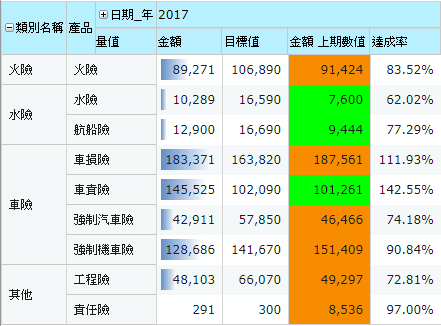 類別名稱 產品 日期_年 2017
量值 金額 目標值 金額 上期數值 達成率
火險 火險 89,271 106,890 91,424 83.52%
水險 水險 10,289 16,590 7,600 62.02%
航船險 12,900 16,690 9,444 77.29%
車險 車損險 183,371 163,820 187,561 111.93%
車責險 145,525 102,090 101,261 142.55%
強制汽車險 42,911 57,850 46,466 74.18%
強制機車險 128,686 141,670 151,409 90.84%
其他 工程險 48,103 66,070 49,297 72.81%
責任險 291 300 8,536 97.00%